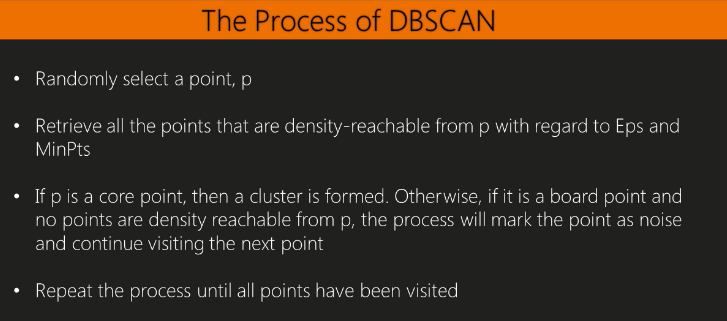 The Process of DBSCAN
• Randomly select a point, p
• Retrieve all the points that are density-reachable from p with regard to Eps and
MinPts
• If p is a core point, then a cluster is formed. Otherwise, if it is a board point and
no points are density reachable from p, the process will mark the point as noise
and continue visiting the next point
• Repeat the process until all points have been visited